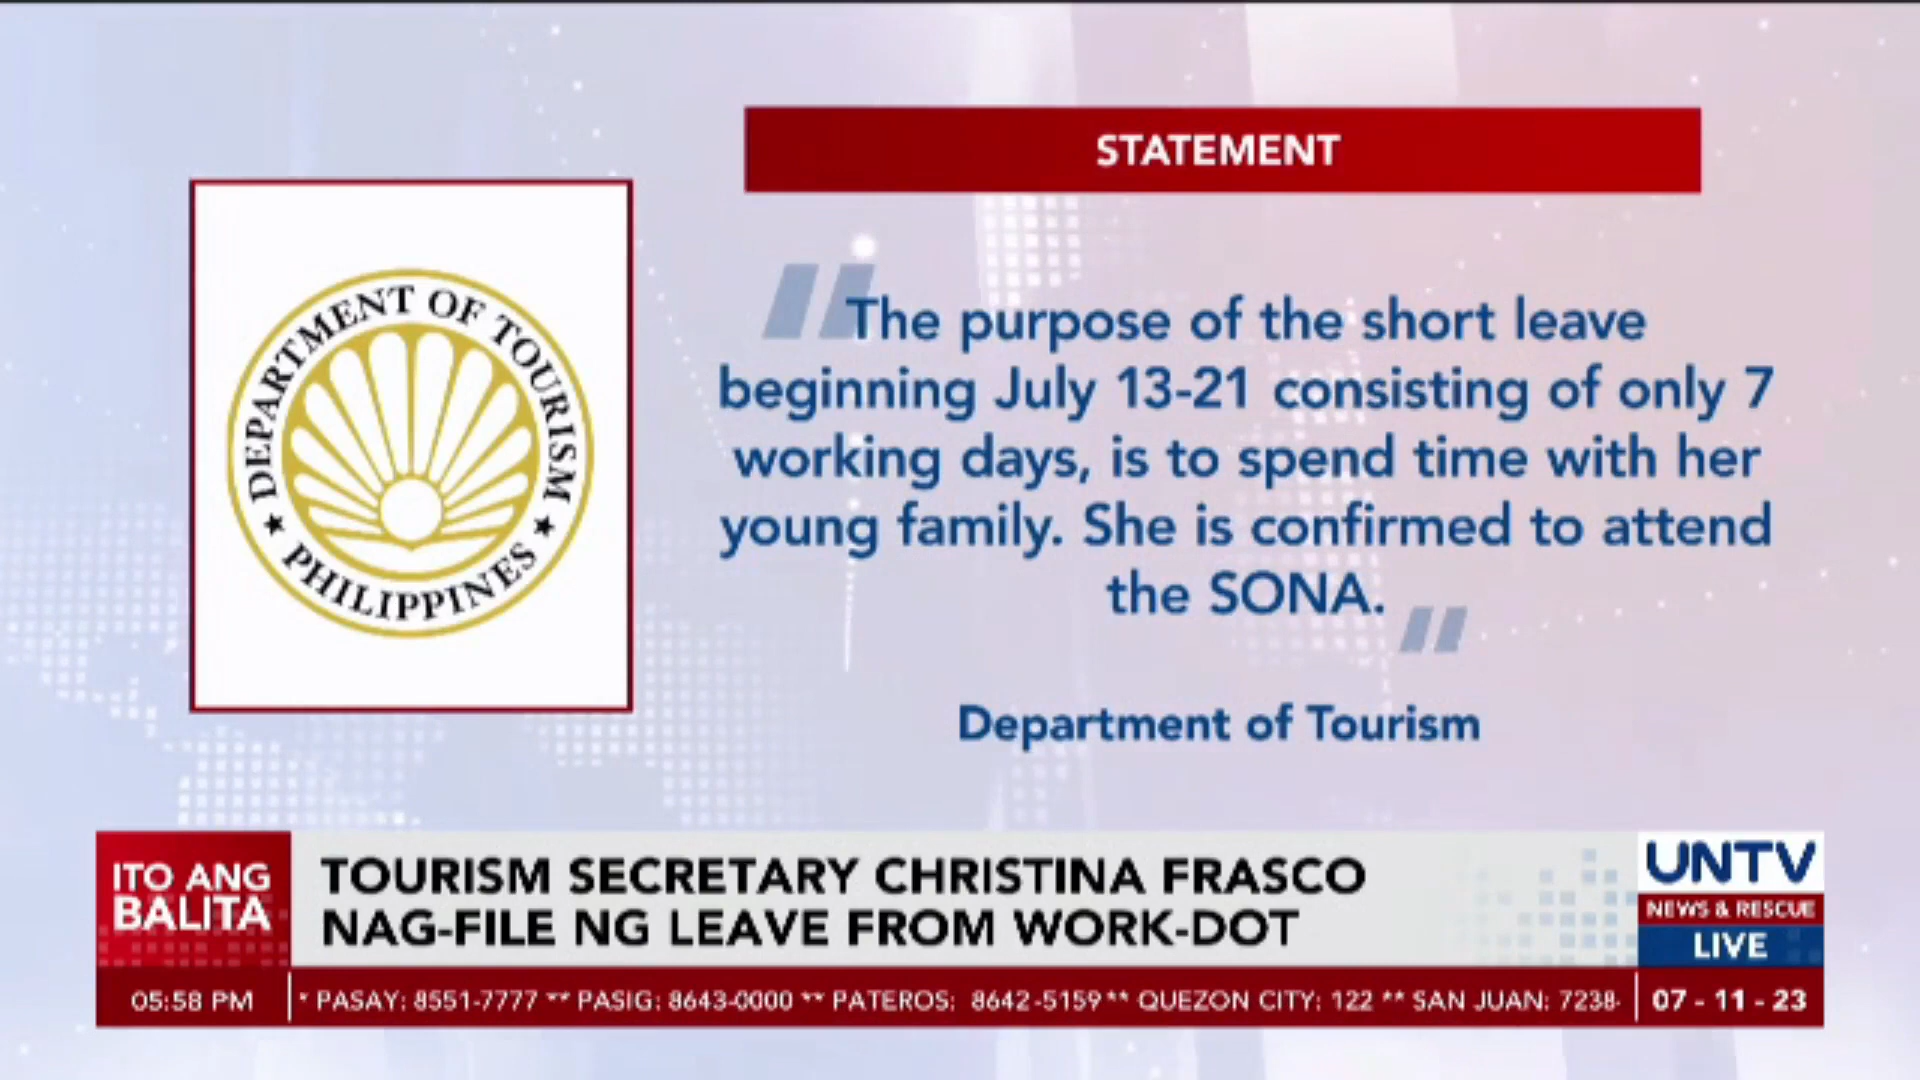 STATEMENT
DEPARTMENT OF TOURISM
PHILIPPINES
"The purpose of the short leave
beginning July 13-21 consisting of only 7
working days, is to spend time with her
young family. She is confirmed to attend
the SONA."
Department of Tourism
ITO ANG
BALITA
TOURISM SECRETARY CHRISTINA FRASCO
NAG-FILE NG LEAVE FROM WORK-DOT
UNTV
NEWS & RESCUE
LIVE
05:58 PM
* PASAY: 8551-7777 ** PASIG: 8643-0000 ** PATEROS: 8642-5159 ** QUEZON CITY: 122 ** SAN JUAN: 7238-
07 - 11 - 23